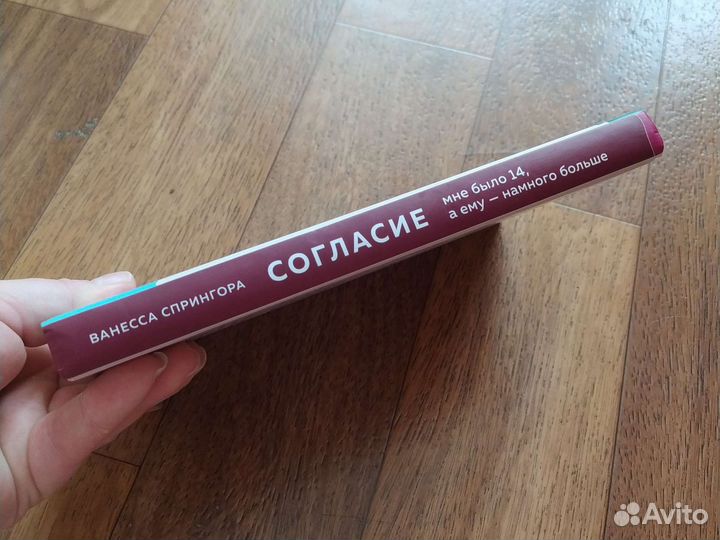 ВАНЕССА СПРИНГОРА
СОГЛАСИЕ
мне было 14,
а ему — намного больше
Avito